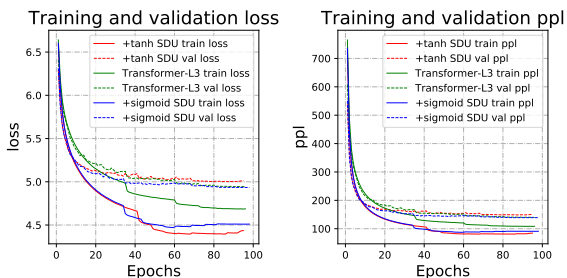 Training and validation loss
+tanh SDU train loss
+tanh SDU val loss
Transformer-L3 train loss
Transformer-L3 val loss
+sigmoid SDU train loss
+sigmoid SDU val loss
6.5
6.0
5.5
5.0
4.5
loss
0 20 40 60 80 100
Epochs
Training and validation ppl
+tanh SDU train ppl
+tanh SDU val ppl
Transformer-L3 train ppl
Transformer-L3 val ppl
+sigmoid SDU train ppl
+sigmoid SDU val ppl
700
600
500
400
300
200
100
ppl
0 20 40 60 80 100
Epochs